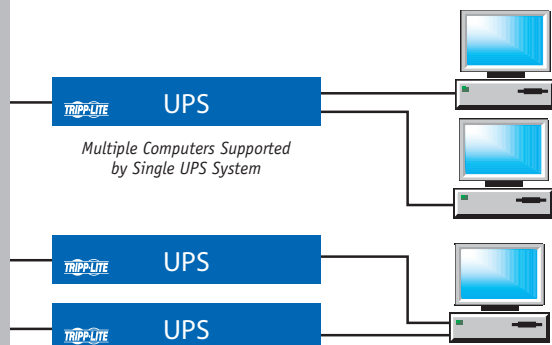 TRIPP·LITE UPS
Multiple Computers Supported
by Single UPS System
TRIPP·LITE UPS
TRIPP·LITE UPS